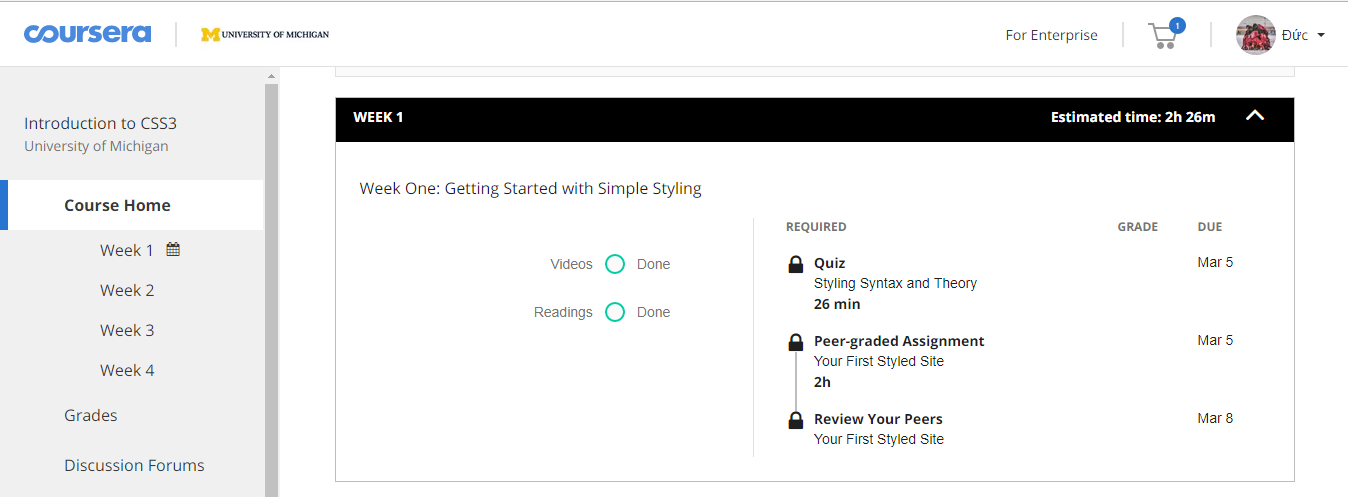 coursera
M UNIVERSITY OF MICHIGAN
For Enterprise
1
Đức
Introduction to CSS3
University of Michigan
Course Home
Week 1
Week 2
Week 3
Week 4
Grades
Discussion Forums
WEEK 1 Estimated time: 2h 26m
Week One: Getting Started with Simple Styling
Videos Done
Readings Done
REQUIRED GRADE DUE
Quiz Mar 5
Styling Syntax and Theory
26 min
Peer-graded Assignment Mar 5
Your First Styled Site
2h
Review Your Peers Mar 8
Your First Styled Site